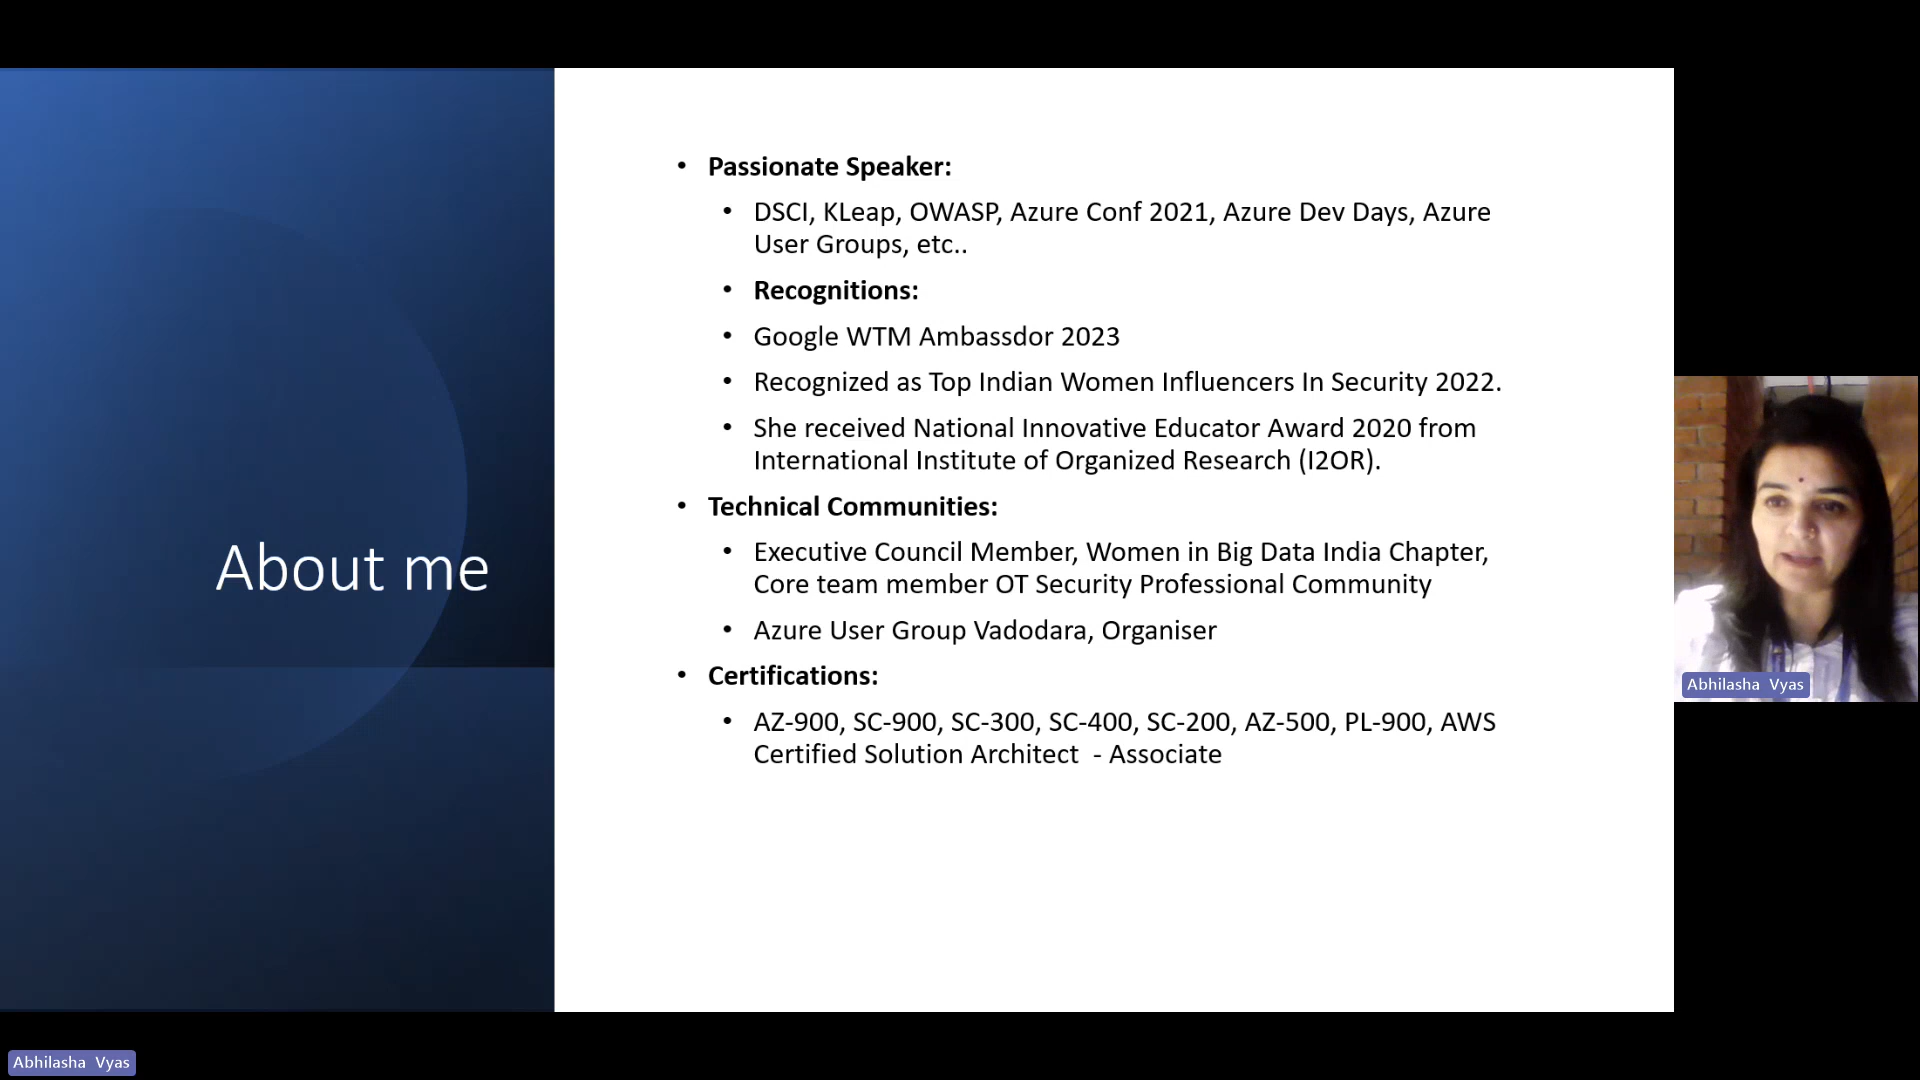 About me
• Passionate Speaker:
• DSCI, KLeap, OWASP, Azure Conf 2021, Azure Dev Days, Azure
User Groups, etc..
• Recognitions:
• Google WTM Ambassdor 2023
• Recognized as Top Indian Women Influencers In Security 2022.
• She received National Innovative Educator Award 2020 from
International Institute of Organized Research (I2OR).
• Technical Communities:
• Executive Council Member, Women in Big Data India Chapter,
Core team member OT Security Professional Community
• Azure User Group Vadodara, Organiser
• Certifications:
• AZ-900, SC-900, SC-300, SC-400, SC-200, AZ-500, PL-900, AWS
Certified Solution Architect  - Associate
Abhilasha Vyas
Abhilasha Vyas